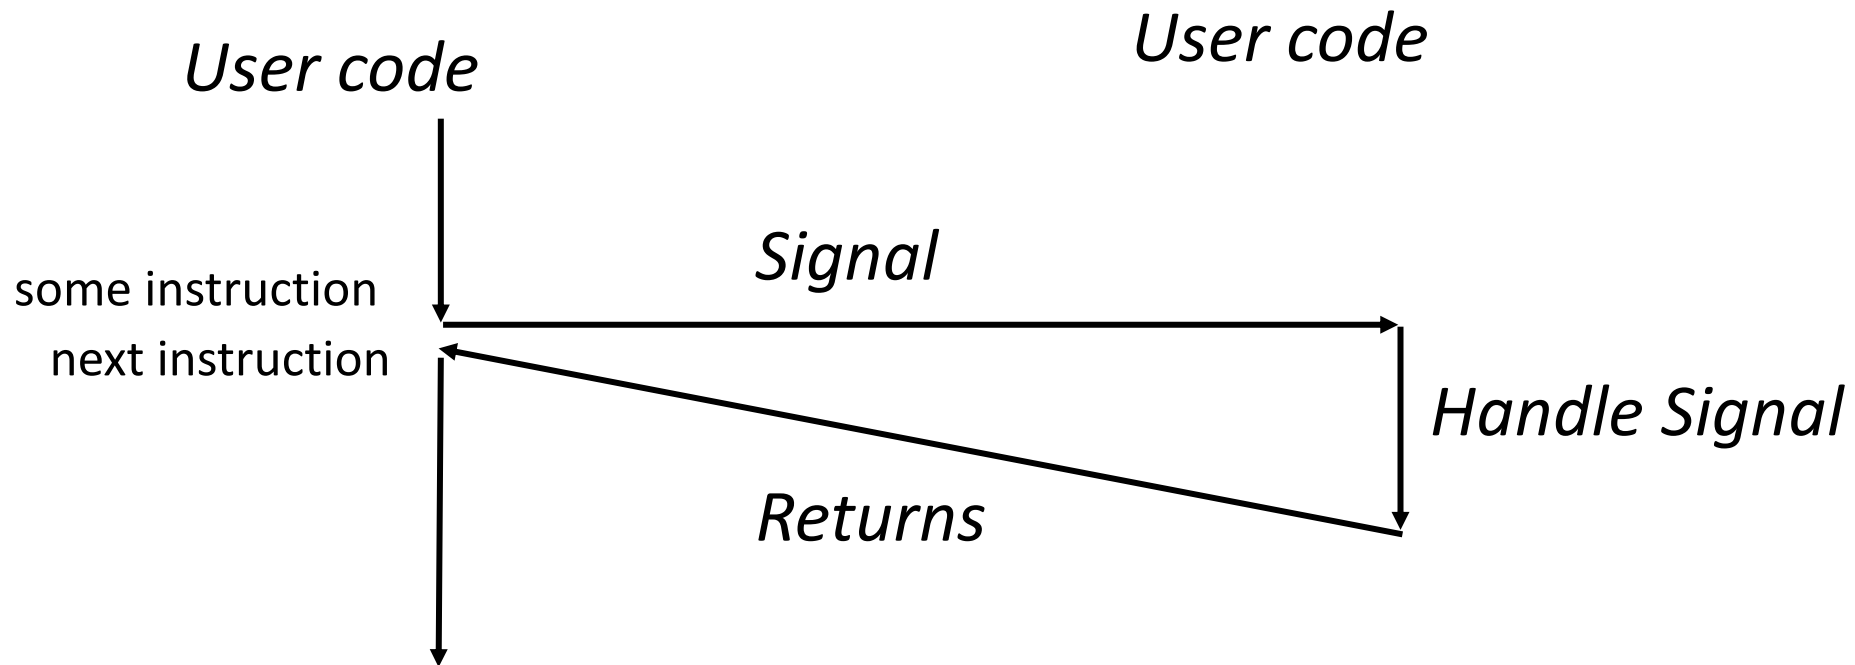 User code
User code
Signal
some instruction
next instruction
Handle Signal
Returns